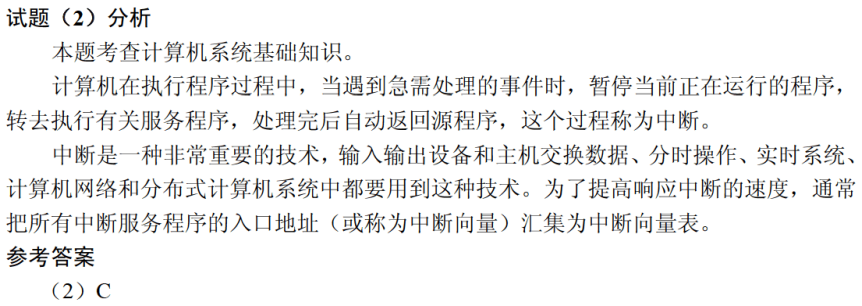 试题（2）分析
本题考查计算机系统基础知识。
计算机在执行程序过程中，当遇到急需处理的事件时，暂停当前正在运行的程序，
转去执行有关服务程序，处理完后自动返回源程序，这个过程称为中断。
中断是一种非常重要的技术，输入输出设备和主机交换数据、分时操作、实时系统、
计算机网络和分布式计算机系统中都要用到这种技术。为了提高响应中断的速度，通常
把所有中断服务程序的入口地址（或称为中断向量）汇集为中断向量表。
参考答案
（2）C